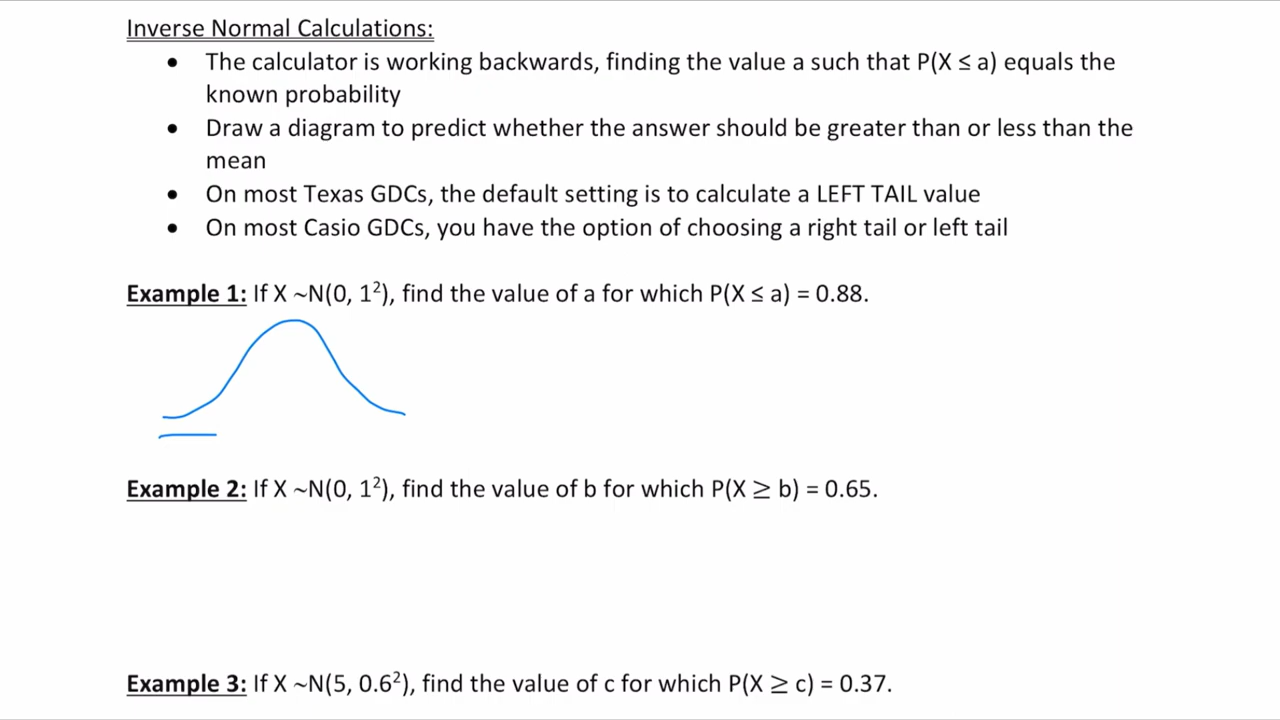 Inverse Normal Calculations:
• The calculator is working backwards, finding the value a such that P(X ≤ a) equals the
known probability
• Draw a diagram to predict whether the answer should be greater than or less than the
mean
• On most Texas GDCs, the default setting is to calculate a LEFT TAIL value
• On most Casio GDCs, you have the option of choosing a right tail or left tail
Example 1: If X ~N(0, 1²), find the value of a for which P(X ≤ a) = 0.88.
Example 2: If X ~N(0, 1²), find the value of b for which P(X ≥ b) = 0.65.
Example 3: If X ~N(5, 0.6²), find the value of c for which P(X ≥ c) = 0.37.